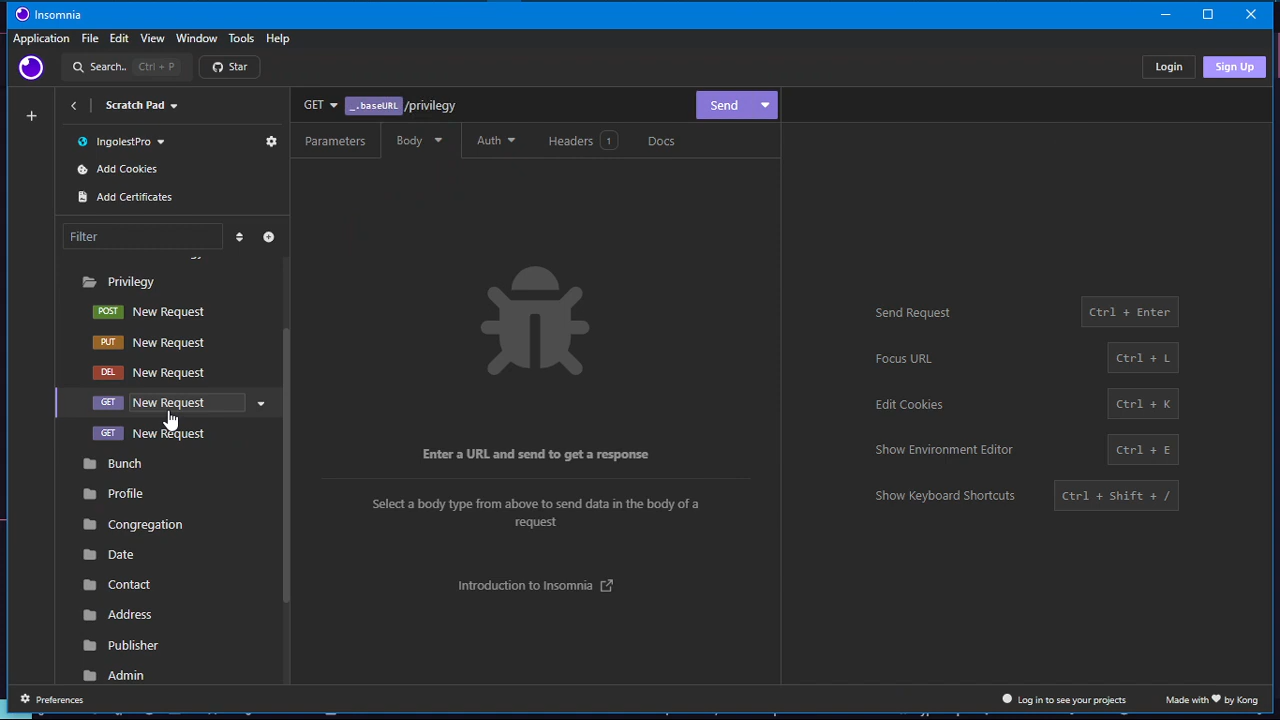 Insomnia
Application File Edit View Window Tools Help
Search.. Ctrl + P Star Login Sign Up
Scratch Pad
GET _.baseURL /privilegy Send
IngolestPro
Parameters Body Auth Headers 1 Docs
Add Cookies
Add Certificates
Filter
Privilegy
POST New Request
PUT New Request
DEL New Request
GET New Request
GET New Request
Bunch
Profile
Congregation
Date
Contact
Address
Publisher
Admin
Enter a URL and send to get a response
Select a body type from above to send data in the body of a
request
Introduction to Insomnia
Send Request Ctrl + Enter
Focus URL Ctrl + L
Edit Cookies Ctrl + K
Show Environment Editor Ctrl + E
Show Keyboard Shortcuts Ctrl + Shift + /
Preferences
Log in to see your projects Made with ♥ by Kong